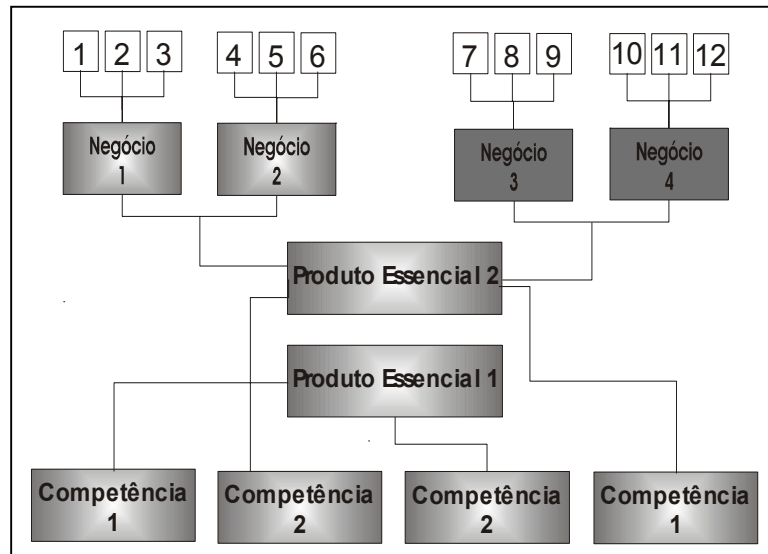 1 2 3 4 5 6 7 8 9 10 11 12
Negócio
1
Negócio
2
Negócio
3
Negócio
4
Produto Essencial 2
Produto Essencial 1
Competência
1
Competência
2
Competência
2
Competência
1